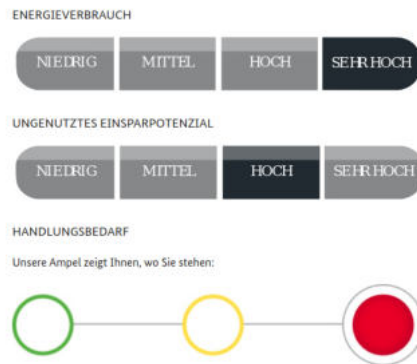 ENERGIEVERBRAUCH
NIEDRIG MITTEL HOCH SEHR HOCH
UNGENUTZTES EINSPARPOTENZIAL
NIEDRIG MITTEL HOCH SEHR HOCH
HANDLUNGSBEDARF
Unsere Ampel zeigt Ihnen, wo Sie stehen: